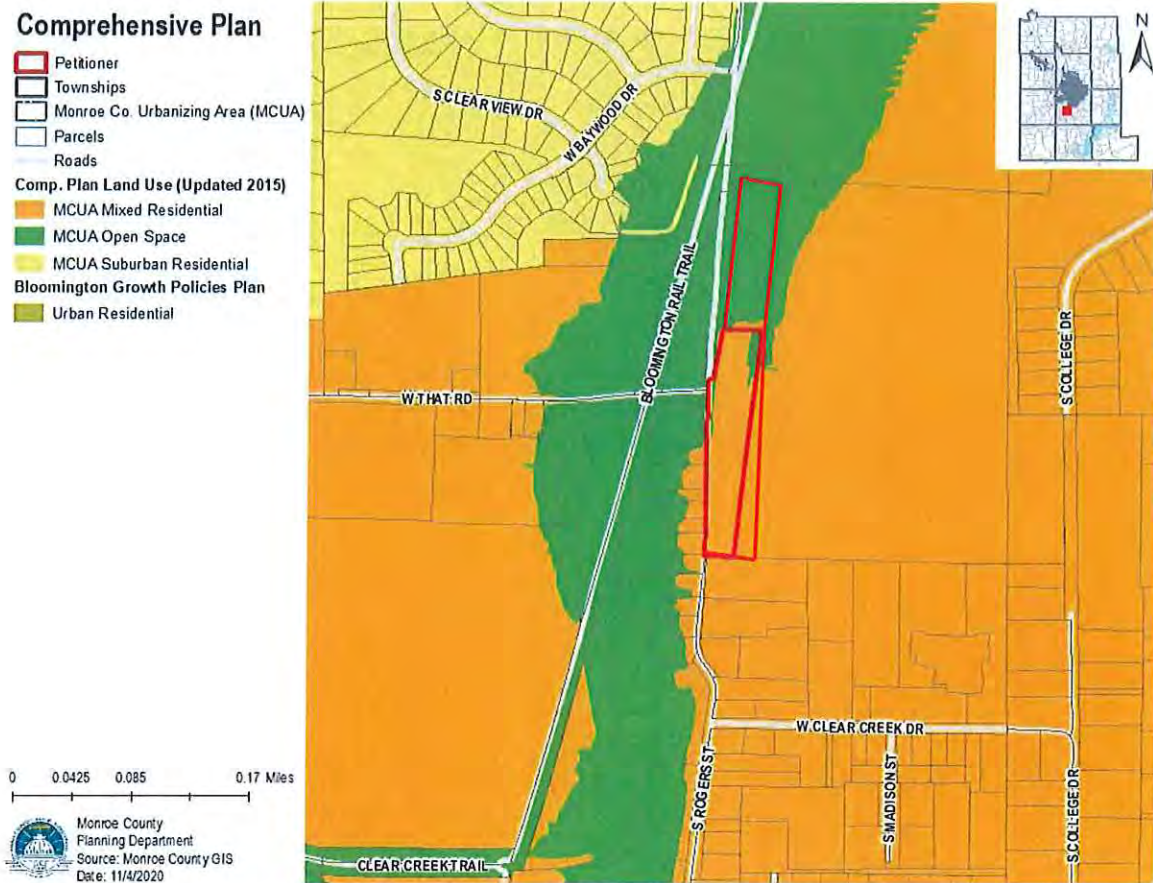 Comprehensive Plan
Petitioner
Townships
Monroe Co. Urbanizing Area (MCUA)
Parcels
Roads
Comp. Plan Land Use (Updated 2015)
MCUA Mixed Residential
MCUA Open Space
MCUA Suburban Residential
Bloomington Growth Policies Plan
Urban Residential
N
S CLEAR VIEW DR
W BAYWOOD DR
BLOOMINGTON RAIL TRAIL
S COLLEGE DR
W THAT RD
W CLEAR CREEK DR
S ROGERS ST
S MADISON ST
S COLLEGE DR
CLEAR CREEK TRAIL
0 0.0425 0.085 0.17 Miles
Monroe County
Planning Department
Source: Monroe County GIS
Date: 11/4/2020